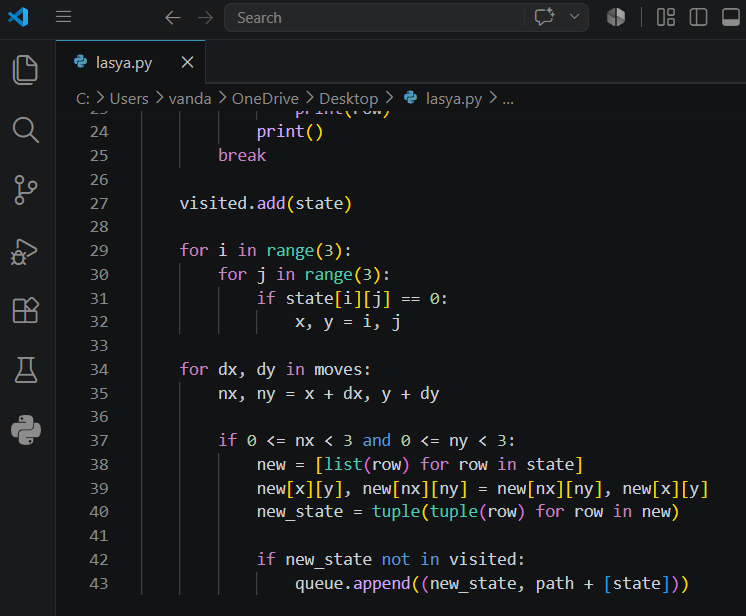 Search
lasya.py
C: > Users > vanda > OneDrive > Desktop > lasya.py > ...
23 print(row)
24 print()
25 break
26
27 visited.add(state)
28
29 for i in range(3):
30 for j in range(3):
31 if state[i][j] == 0:
32 x, y = i, j
33
34 for dx, dy in moves:
35 nx, ny = x + dx, y + dy
36
37 if 0 <= nx < 3 and 0 <= ny < 3:
38 new = [list(row) for row in state]
39 new[x][y], new[nx][ny] = new[nx][ny], new[x][y]
40 new_state = tuple(tuple(row) for row in new)
41
42 if new_state not in visited:
43 queue.append((new_state, path + [state]))